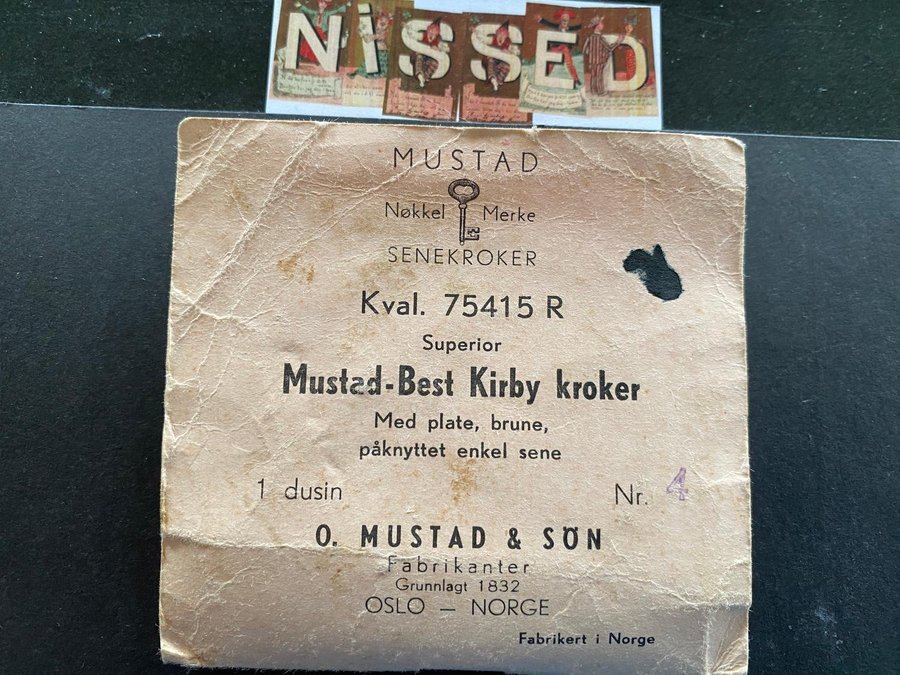 NISSED
MUSTAD
Nøkkel Merke
SENEKROKER
Kval. 75415 R
Superior
Mustad-Best Kirby kroker
Med plate, brune,
påknyttet enkel sene
1 dusin Nr. 4
O. MUSTAD & SÖN
Fabrikanter
Grunnlagt 1832
OSLO — NORGE
Fabrikert i Norge